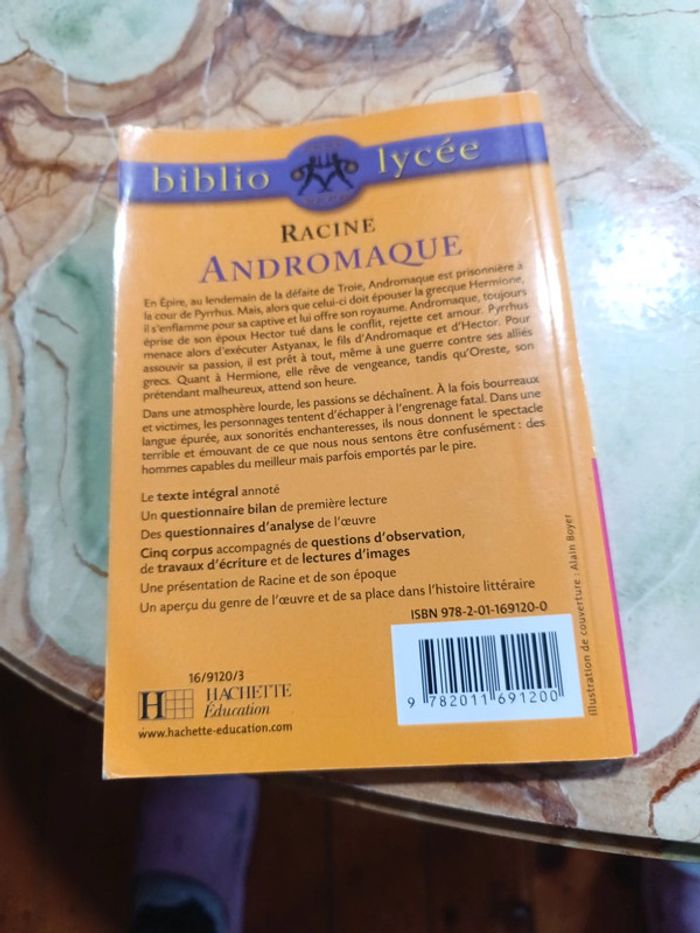 biblio lycée
RACINE
ANDROMAQUE
En Épire, au lendemain de la défaite de Troie, Andromaque est prisonnière à
la cour de Pyrrhus. Mais, alors que celui-ci doit épouser la grecque Hermione,
il s'enflamme pour sa captive et lui offre son royaume. Andromaque, toujours
éprise de son époux Hector tué dans le conflit, rejette cet amour. Pyrrhus
menace alors d'exécuter Astyanax, le fils d'Andromaque et d'Hector. Pour
assouvir sa passion, il est prêt à tout, même à une guerre contre ses alliés
grecs. Quant à Hermione, elle rêve de vengeance, tandis qu'Oreste, son
prétendant malheureux, attend son heure.
Dans une atmosphère lourde, les passions se déchaînent. À la fois bourreaux
et victimes, les personnages tentent d'échapper à l'engrenage fatal. Dans une
langue épurée, aux sonorités enchanteresses, ils nous donnent le spectacle
terrible et émouvant de ce que nous nous sentons être confusément : des
hommes capables du meilleur mais parfois emportés par le pire.
Le texte intégral annoté
Un questionnaire bilan de première lecture
Des questionnaires d'analyse de l'œuvre
Cinq corpus accompagnés de questions d'observation,
de travaux d'écriture et de lectures d'images
Une présentation de Racine et de son époque
Un aperçu du genre de l'œuvre et de sa place dans l'histoire littéraire
ISBN 978-2-01-169120-0
9 782011 691200
16/9120/3
H HACHETTE
Éducation
www.hachette-education.com
Illustration de couverture : Alain Boyer